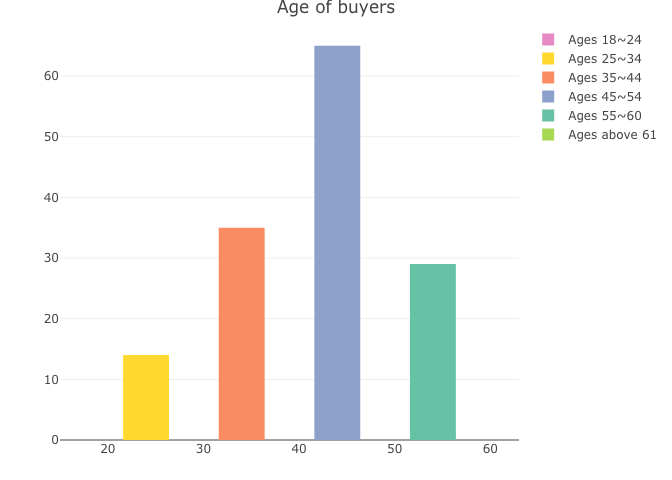 Age of buyers
Ages 18~24
Ages 25~34
Ages 35~44
Ages 45~54
Ages 55~60
Ages above 61
60
50
40
30
20
10
0
20 30 40 50 60